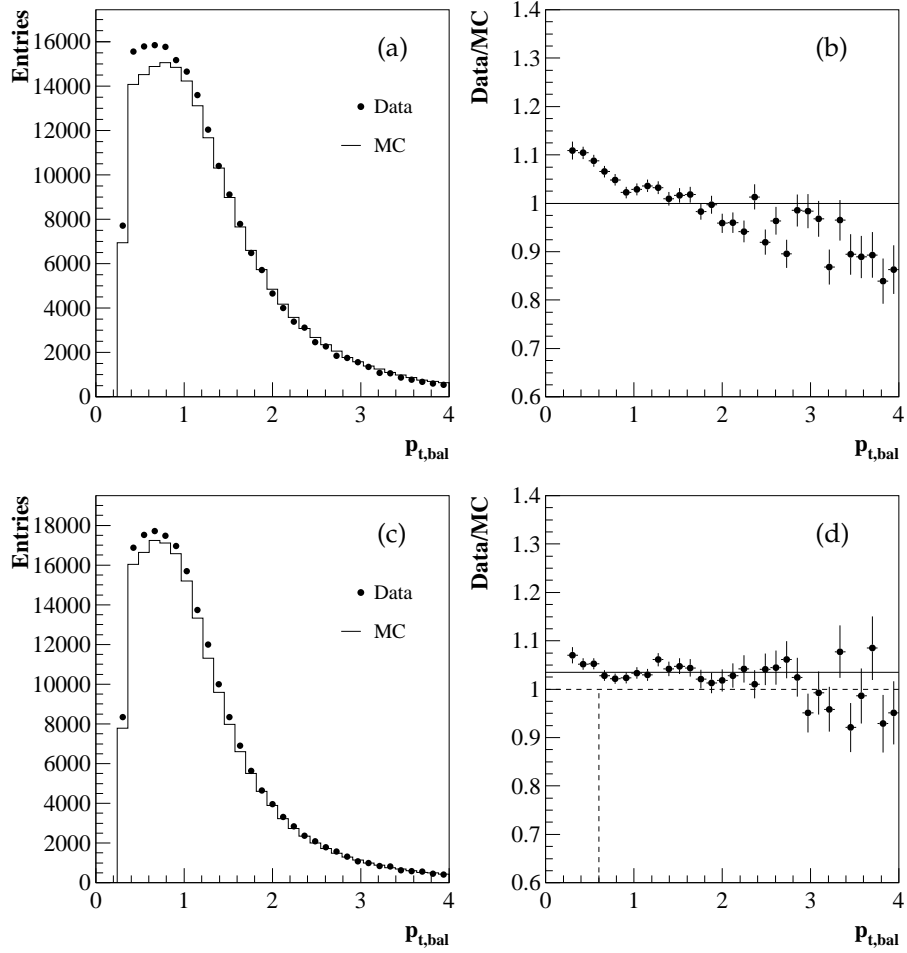 Entries
16000
14000
12000
10000
8000
6000
4000
2000
0
0 1 2 3 4
p_t,bal
(a)
Data
MC
Data/MC
1.4
1.3
1.2
1.1
1
0.9
0.8
0.7
0.6
0 1 2 3 4
p_t,bal
(b)
Entries
18000
16000
14000
12000
10000
8000
6000
4000
2000
0
0 1 2 3 4
p_t,bal
(c)
Data
MC
Data/MC
1.4
1.3
1.2
1.1
1
0.9
0.8
0.7
0.6
0 1 2 3 4
p_t,bal
(d)